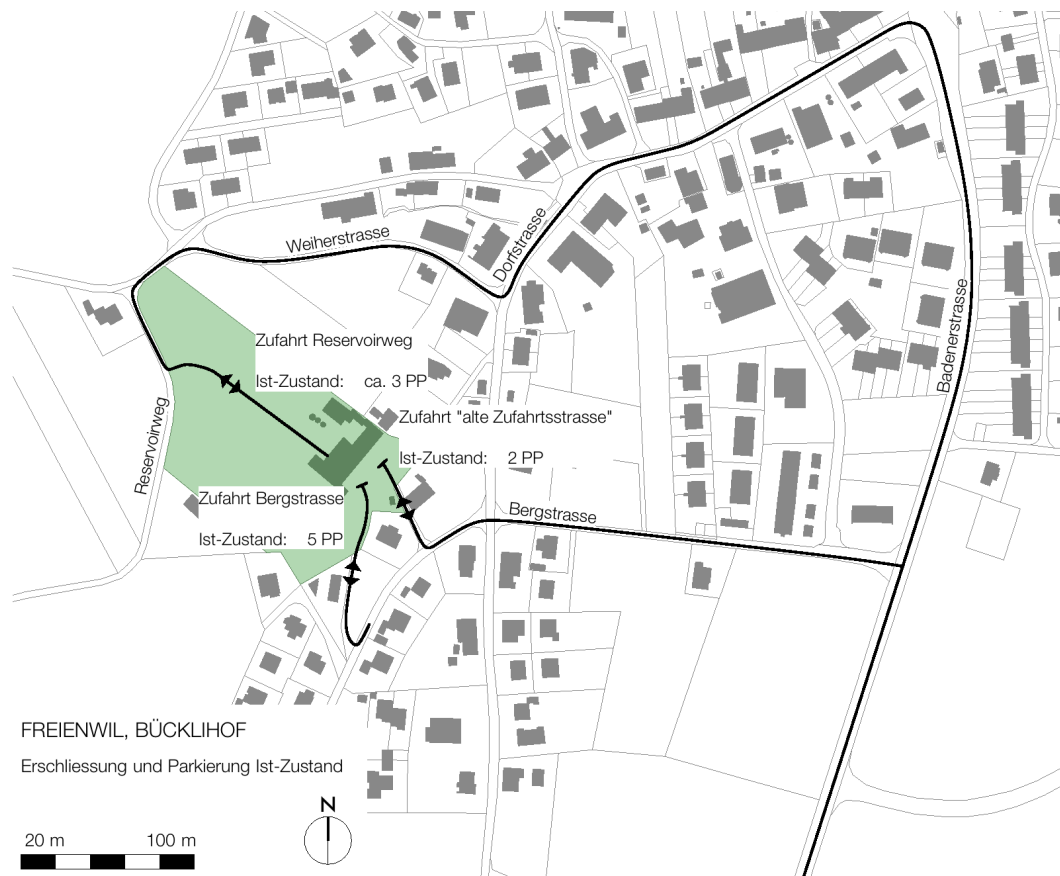 Weiherstrasse
Dorfstrasse
Badenerstrasse
Zufahrt Reservoirweg
Ist-Zustand: ca. 3 PP
Zufahrt "alte Zufahrtsstrasse"
Ist-Zustand: 2 PP
Reservoirweg
Zufahrt Bergstrasse
Ist-Zustand: 5 PP
Bergstrasse
FREIENWIL, BÜCKLIHOF
Erschliessung und Parkierung Ist-Zustand
N
20 m 100 m